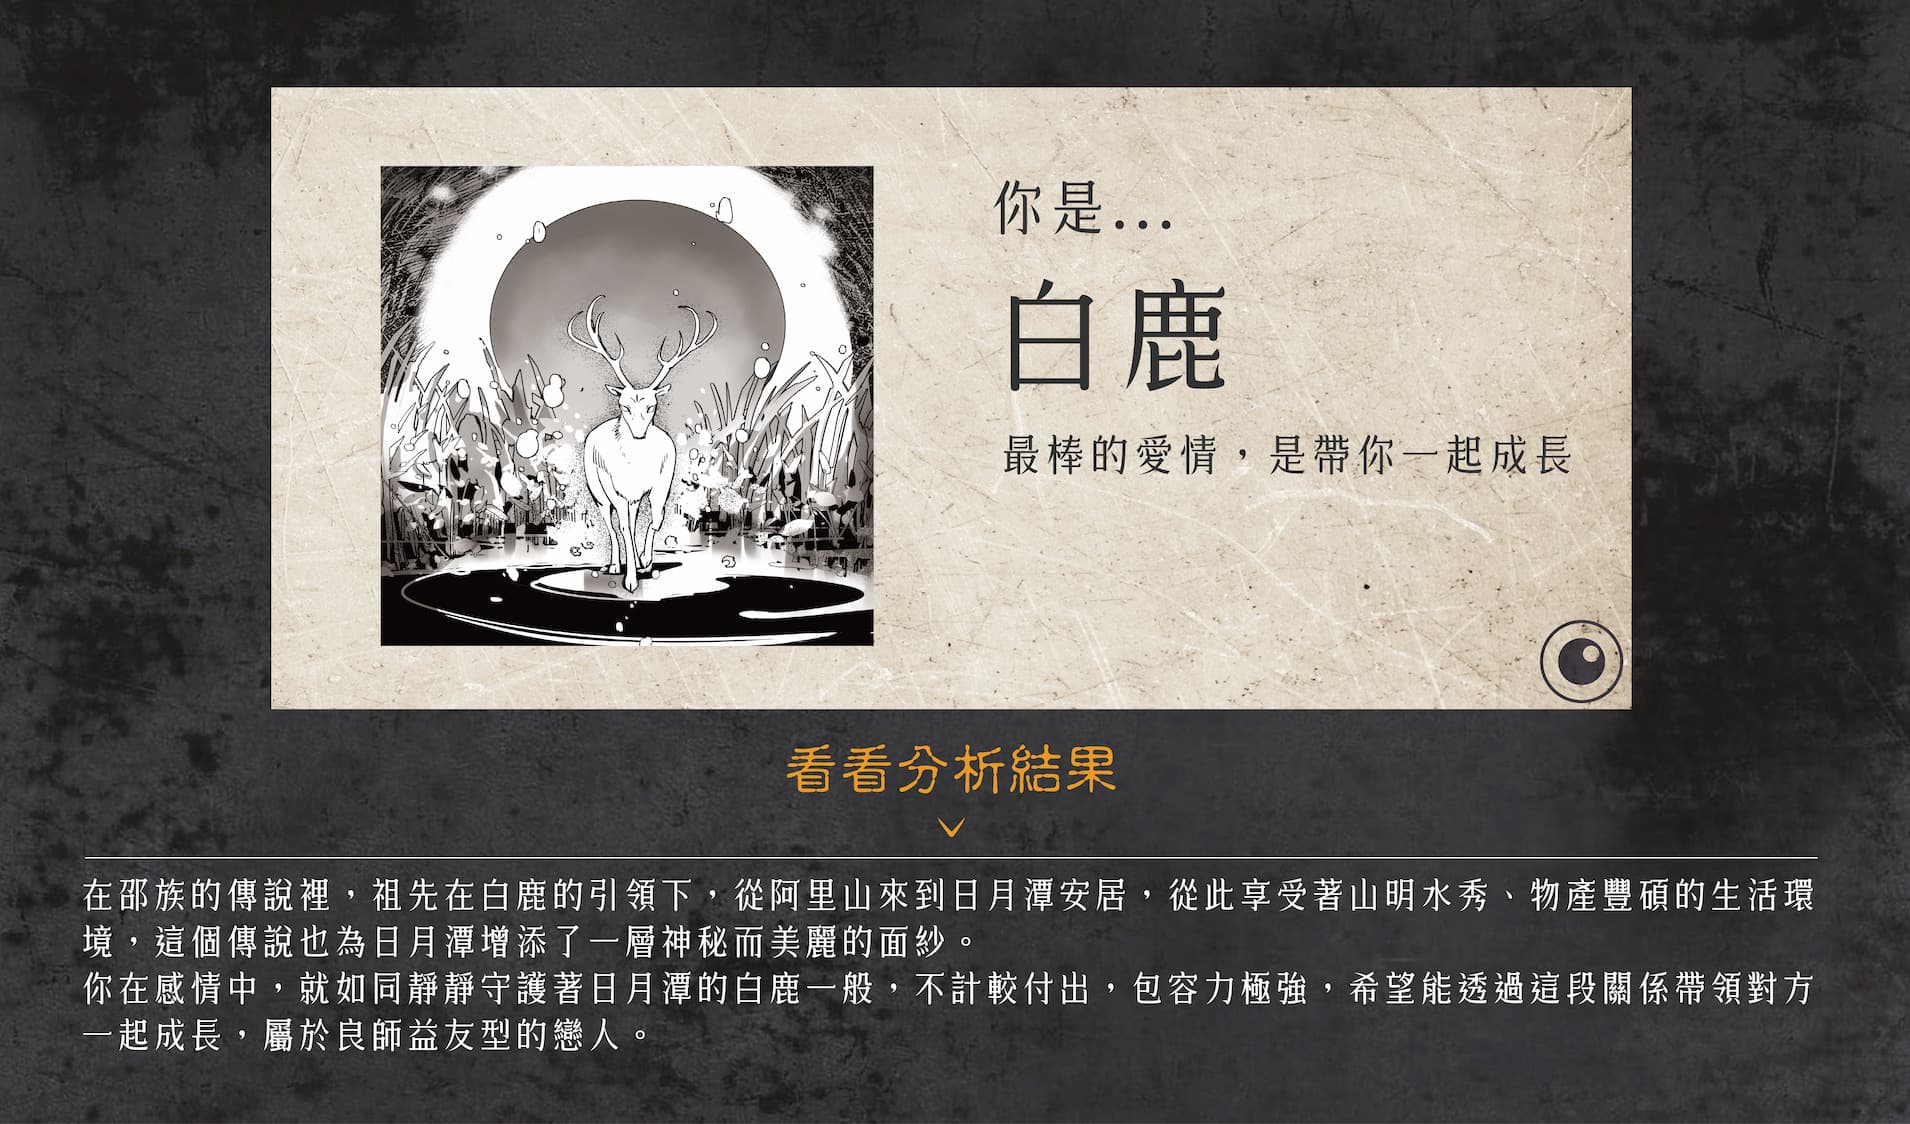 你是...
白鹿
最棒的愛情，是帶你一起成長
看看分析結果
在邵族的傳說裡，祖先在白鹿的引領下，從阿里山來到日月潭安居，從此享受著山明水秀、物產豐碩的生活環
境，這個傳說也為日月潭增添了一層神秘而美麗的面紗。
你在感情中，就如同靜靜守護著日月潭的白鹿一般，不計較付出，包容力極強，希望能透過這段關係帶領對方
一起成長，屬於良師益友型的戀人。